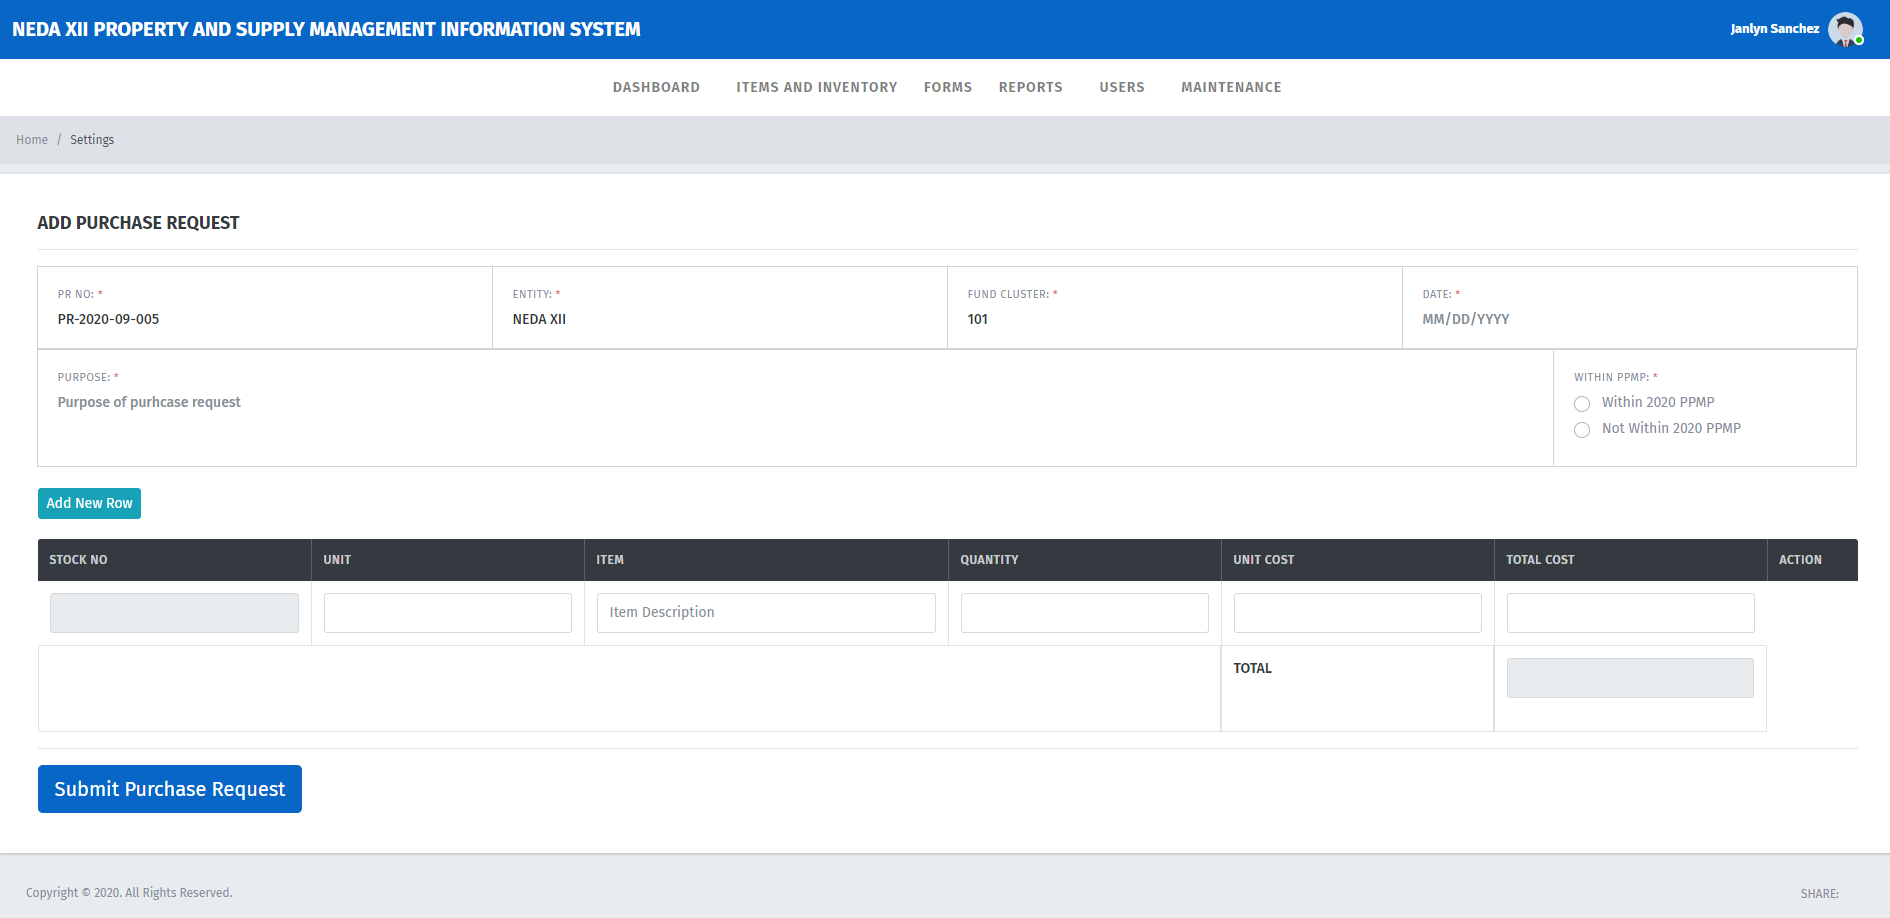 NEDA XII PROPERTY AND SUPPLY MANAGEMENT INFORMATION SYSTEM
Janlyn Sanchez
DASHBOARD ITEMS AND INVENTORY FORMS REPORTS USERS MAINTENANCE
Home / Settings
ADD PURCHASE REQUEST
PR NO: * ENTITY: * FUND CLUSTER: * DATE: *
PR-2020-09-005 NEDA XII 101 MM/DD/YYYY
PURPOSE: * WITHIN PPMP: *
Purpose of purhcase request Within 2020 PPMP
Not Within 2020 PPMP
Add New Row
STOCK NO UNIT ITEM QUANTITY UNIT COST TOTAL COST ACTION
Item Description
TOTAL
Submit Purchase Request
Copyright © 2020. All Rights Reserved. SHARE: